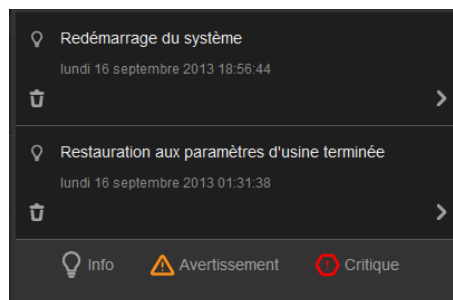 Redémarrage du système
lundi 16 septembre 2013 18:56:44
Restauration aux paramètres d'usine terminée
lundi 16 septembre 2013 01:31:38
Info Avertissement Critique